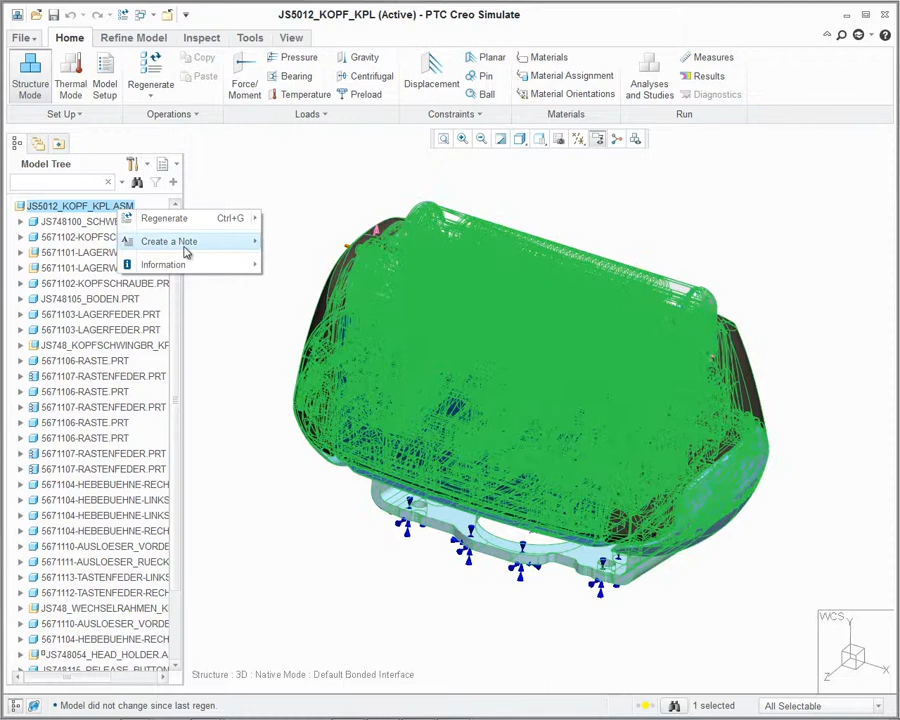 JS5012_KOPF_KPL (Active) - PTC Creo Simulate
File
Home
Refine Model
Inspect
Tools
View
Structure Mode
Thermal Mode
Model Setup
Regenerate
Copy
Paste
Force/Moment
Pressure
Bearing
Temperature
Gravity
Centrifugal
Preload
Displacement
Planar
Pin
Ball
Materials
Material Assignment
Material Orientations
Analyses and Studies
Measures
Results
Diagnostics
Set Up
Operations
Loads
Constraints
Materials
Run
Model Tree
JS5012_KOPF_KPL.ASM
JS748100_SCHWE
5671102-KOPFSC
5671101-LAGERW
5671101-LAGERW
5671102-KOPFSCHRAUBE.PR
JS748105_BODEN.PRT
5671103-LAGERFEDER.PRT
5671103-LAGERFEDER.PRT
JS748_KOPFSCHWINGBR_KF
5671106-RASTE.PRT
5671107-RASTENFEDER.PRT
5671106-RASTE.PRT
5671107-RASTENFEDER.PRT
5671106-RASTE.PRT
5671106-RASTE.PRT
5671107-RASTENFEDER.PRT
5671107-RASTENFEDER.PRT
5671104-HEBEBUEHNE-RECH
5671104-HEBEBUEHNE-LINKS
5671104-HEBEBUEHNE-LINKS
5671104-HEBEBUEHNE-RECH
5671110-AUSLOESER_VORDE
5671111-AUSLOESER_RUECK
5671113-TASTENFEDER-LINKS
5671112-TASTENFEDER-RECH
JS748_WECHSELRAHMEN_K
5671110-AUSLOESER_VORDE
5671104-HEBEBUEHNE-RECH
JS748054_HEAD_HOLDER.A
JS748115_RELEASE_BUTTON
Regenerate Ctrl+G
Create a Note
Information
WCS
Y
X
Z
Structure : 3D : Native Mode : Default Bonded Interface
• Model did not change since last regen.
1 selected
All Selectable